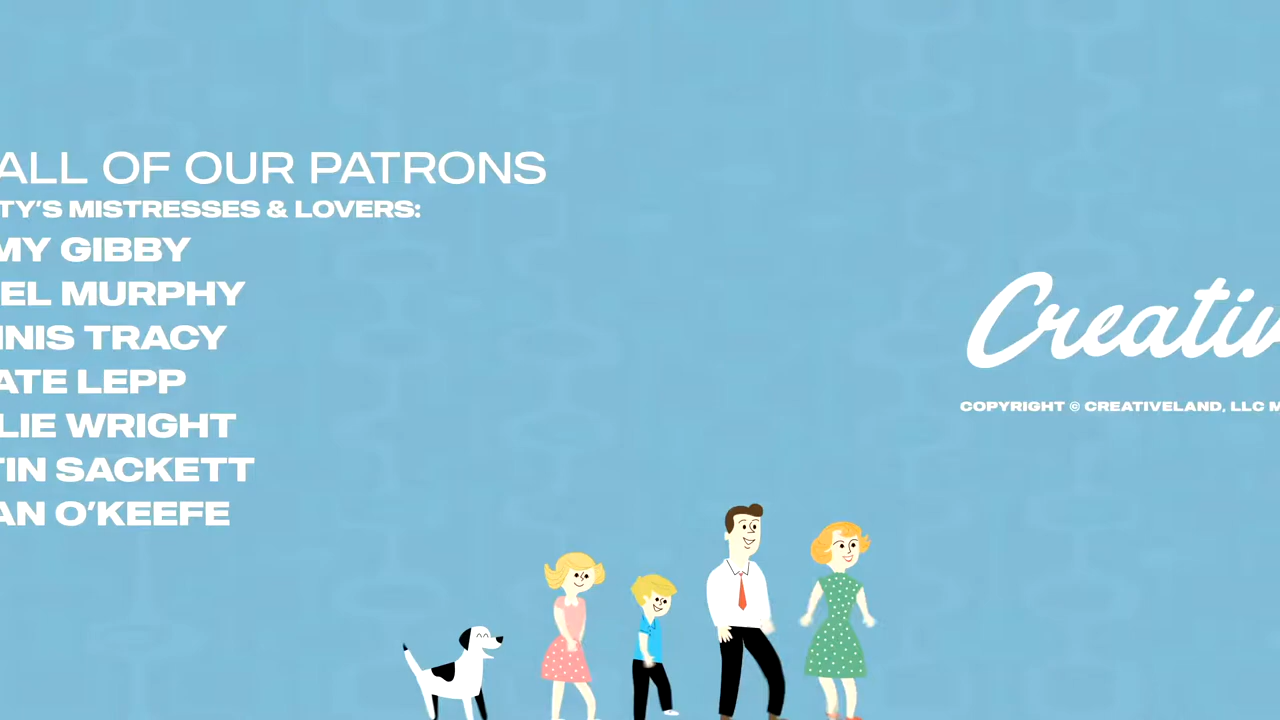 ALL OF OUR PATRONS
TY'S MISTRESSES & LOVERS:
MY GIBBY
EL MURPHY
NIS TRACY
ATE LEPP
LIE WRIGHT
TIN SACKETT
AN O'KEEFE
Creativ
COPYRIGHT © CREATIVELAND, LLC M